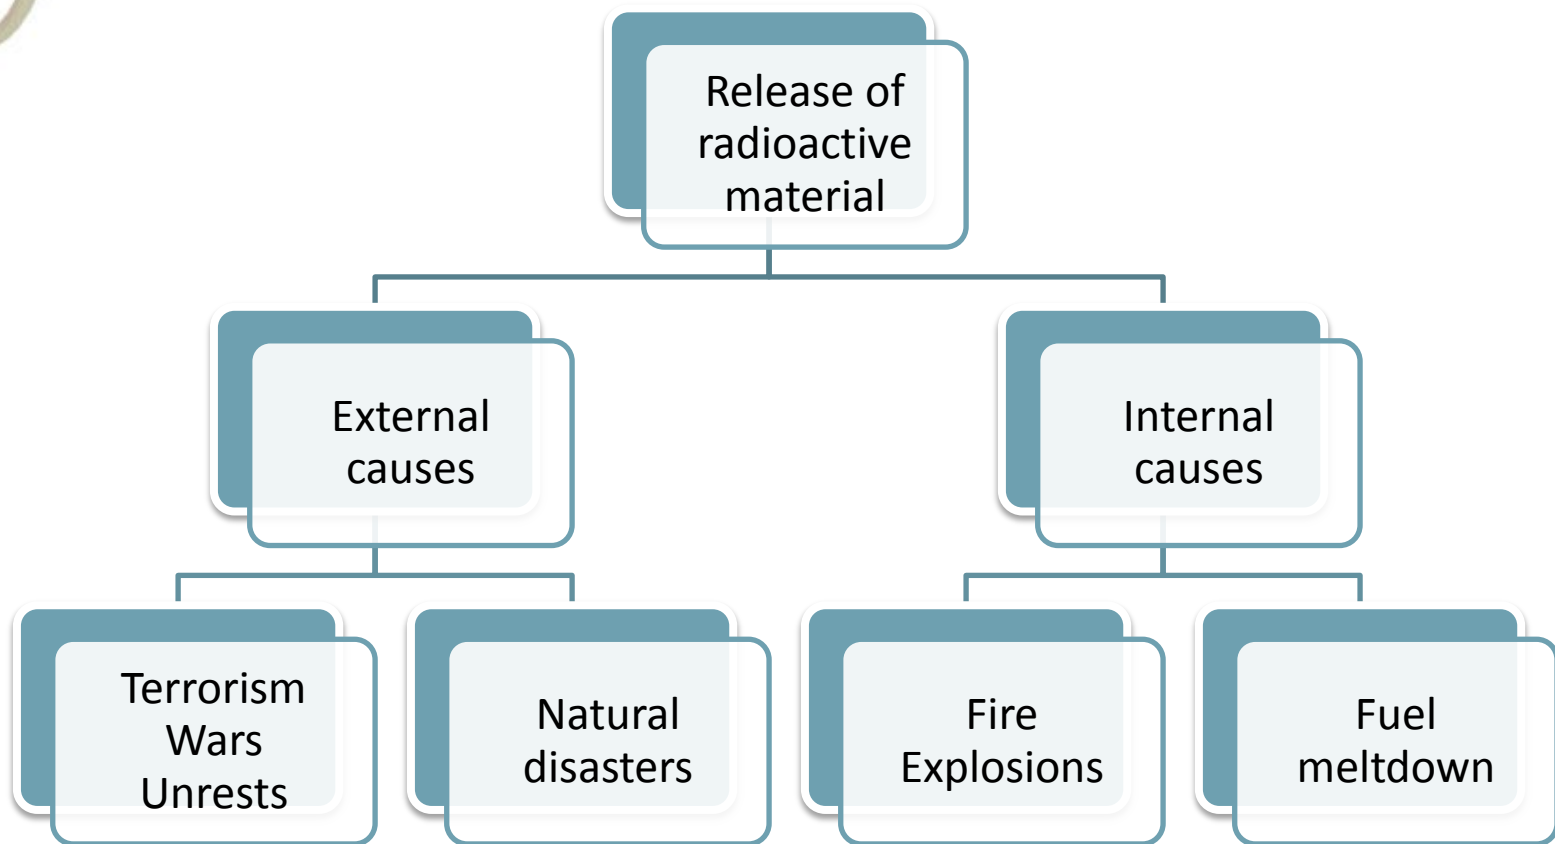 Release of
radioactive
material
External
causes
Internal
causes
Terrorism
Wars
Unrests
Natural
disasters
Fire
Explosions
Fuel
meltdown